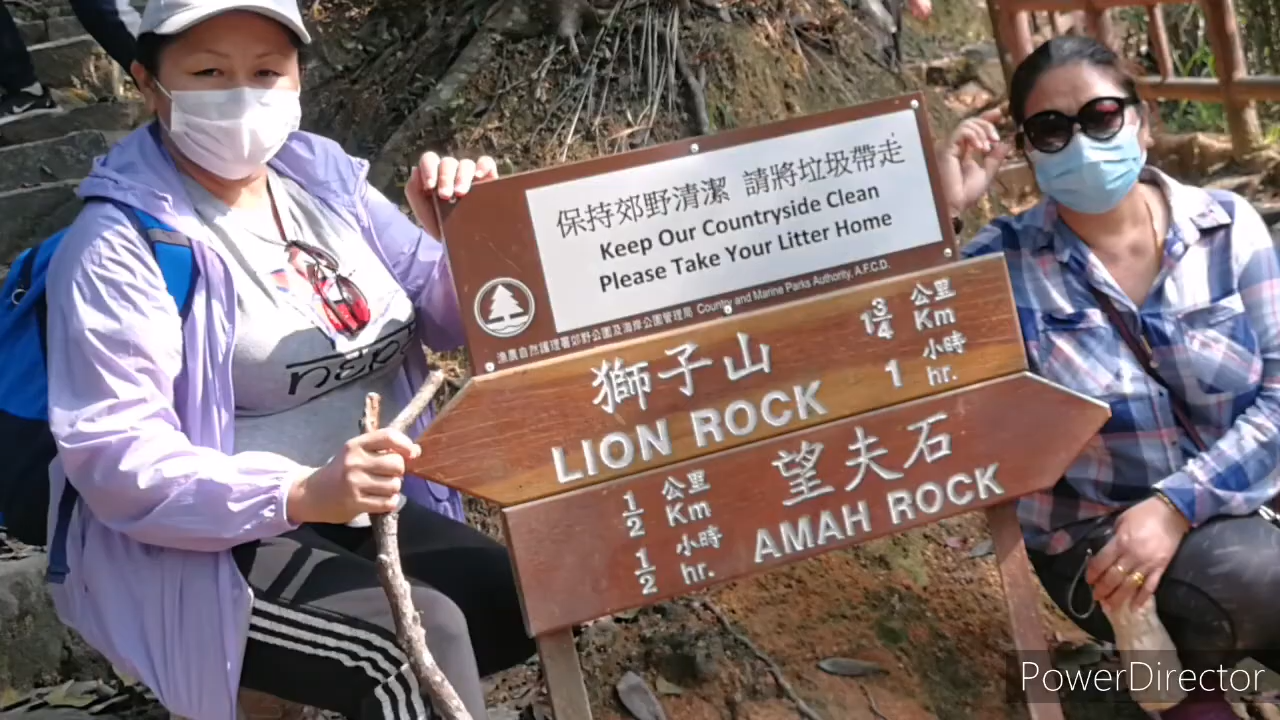 保持郊野清潔 請將垃圾帶走
Keep Our Countryside Clean
Please Take Your Litter Home
漁農自然護理署郊野公園及海岸公園管理局 Country and Marine Parks Authority, A.F.C.D.
獅子山 1 3/4 公里 Km
LION ROCK 1 小時 hr.
1/2 公里 Km 望夫石
1/2 小時 hr. AMAH ROCK
PowerDirector